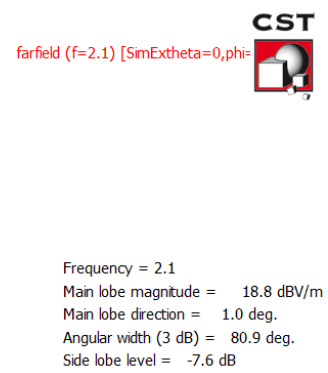 CST
farfield (f=2.1) [SimExtheta=0,phi=
Frequency = 2.1
Main lobe magnitude = 18.8 dBV/m
Main lobe direction = 1.0 deg.
Angular width (3 dB) = 80.9 deg.
Side lobe level = -7.6 dB